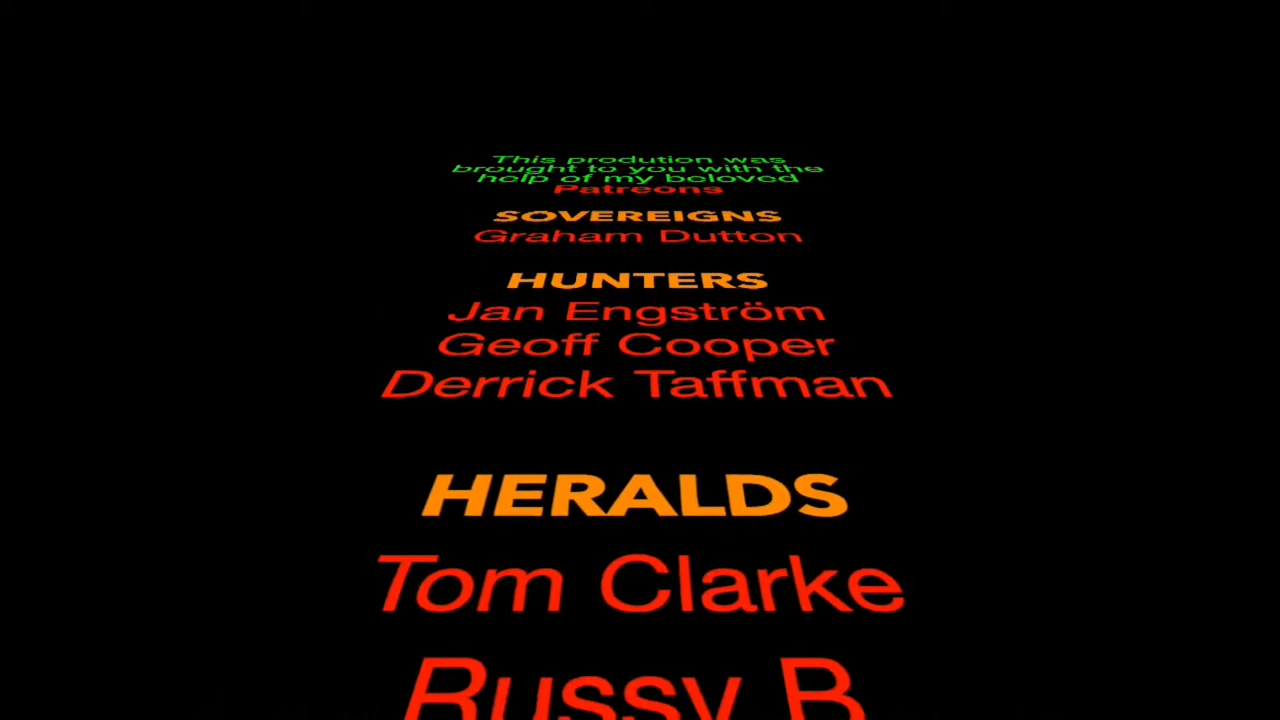 This prodution was
brought to you with the
help of my beloved
Patreons
SOVEREIGNS
Graham Dutton
HUNTERS
Jan Engström
Geoff Cooper
Derrick Taffman
HERALDS
Tom Clarke
Russy B